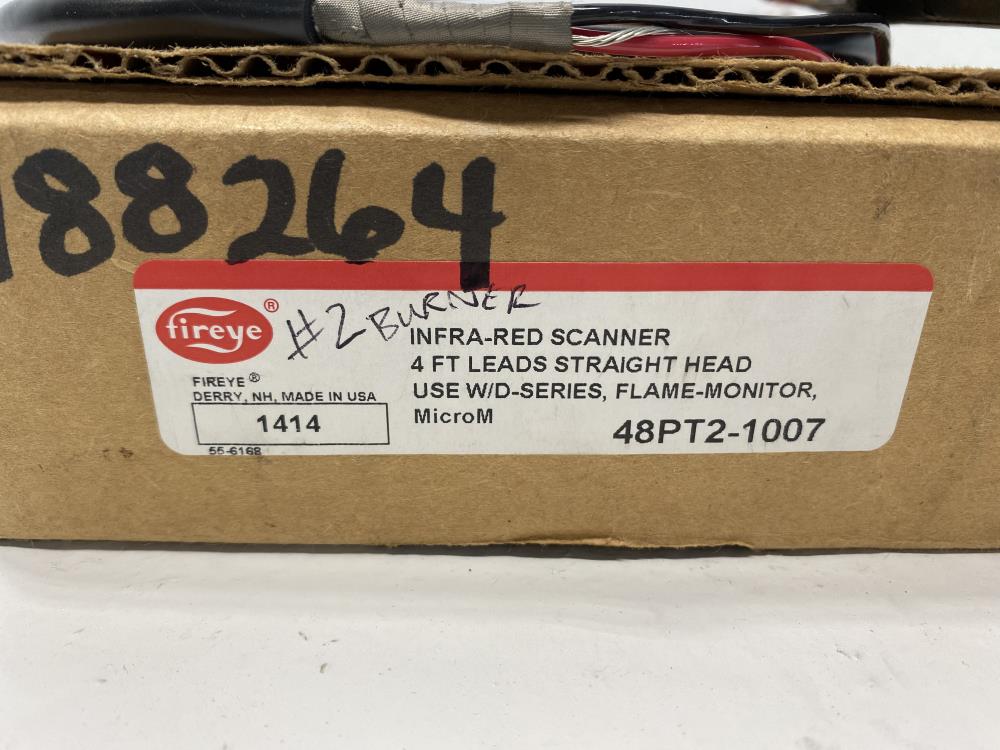 188264
fireye®
#2 BURNER
INFRA-RED SCANNER
4 FT LEADS STRAIGHT HEAD
USE W/D-SERIES, FLAME-MONITOR,
MicroM
48PT2-1007
FIREYE®
DERRY, NH, MADE IN USA
1414
55-6168